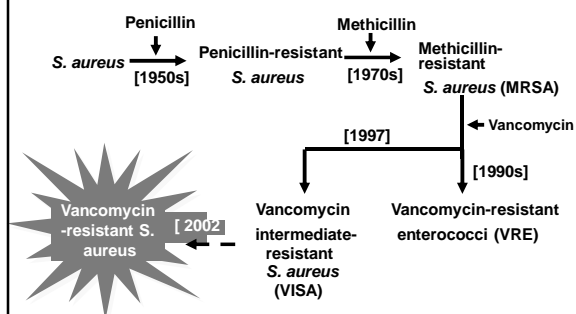 Penicillin
Methicillin
S. aureus
[1950s]
Penicillin-resistant
S. aureus
[1970s]
Methicillin-
resistant
S. aureus (MRSA)
Vancomycin
[1997]
[1990s]
Vancomycin
-resistant S.
aureus
[ 2002
Vancomycin
intermediate-
resistant
S. aureus
(VISA)
Vancomycin-resistant
enterococci (VRE)